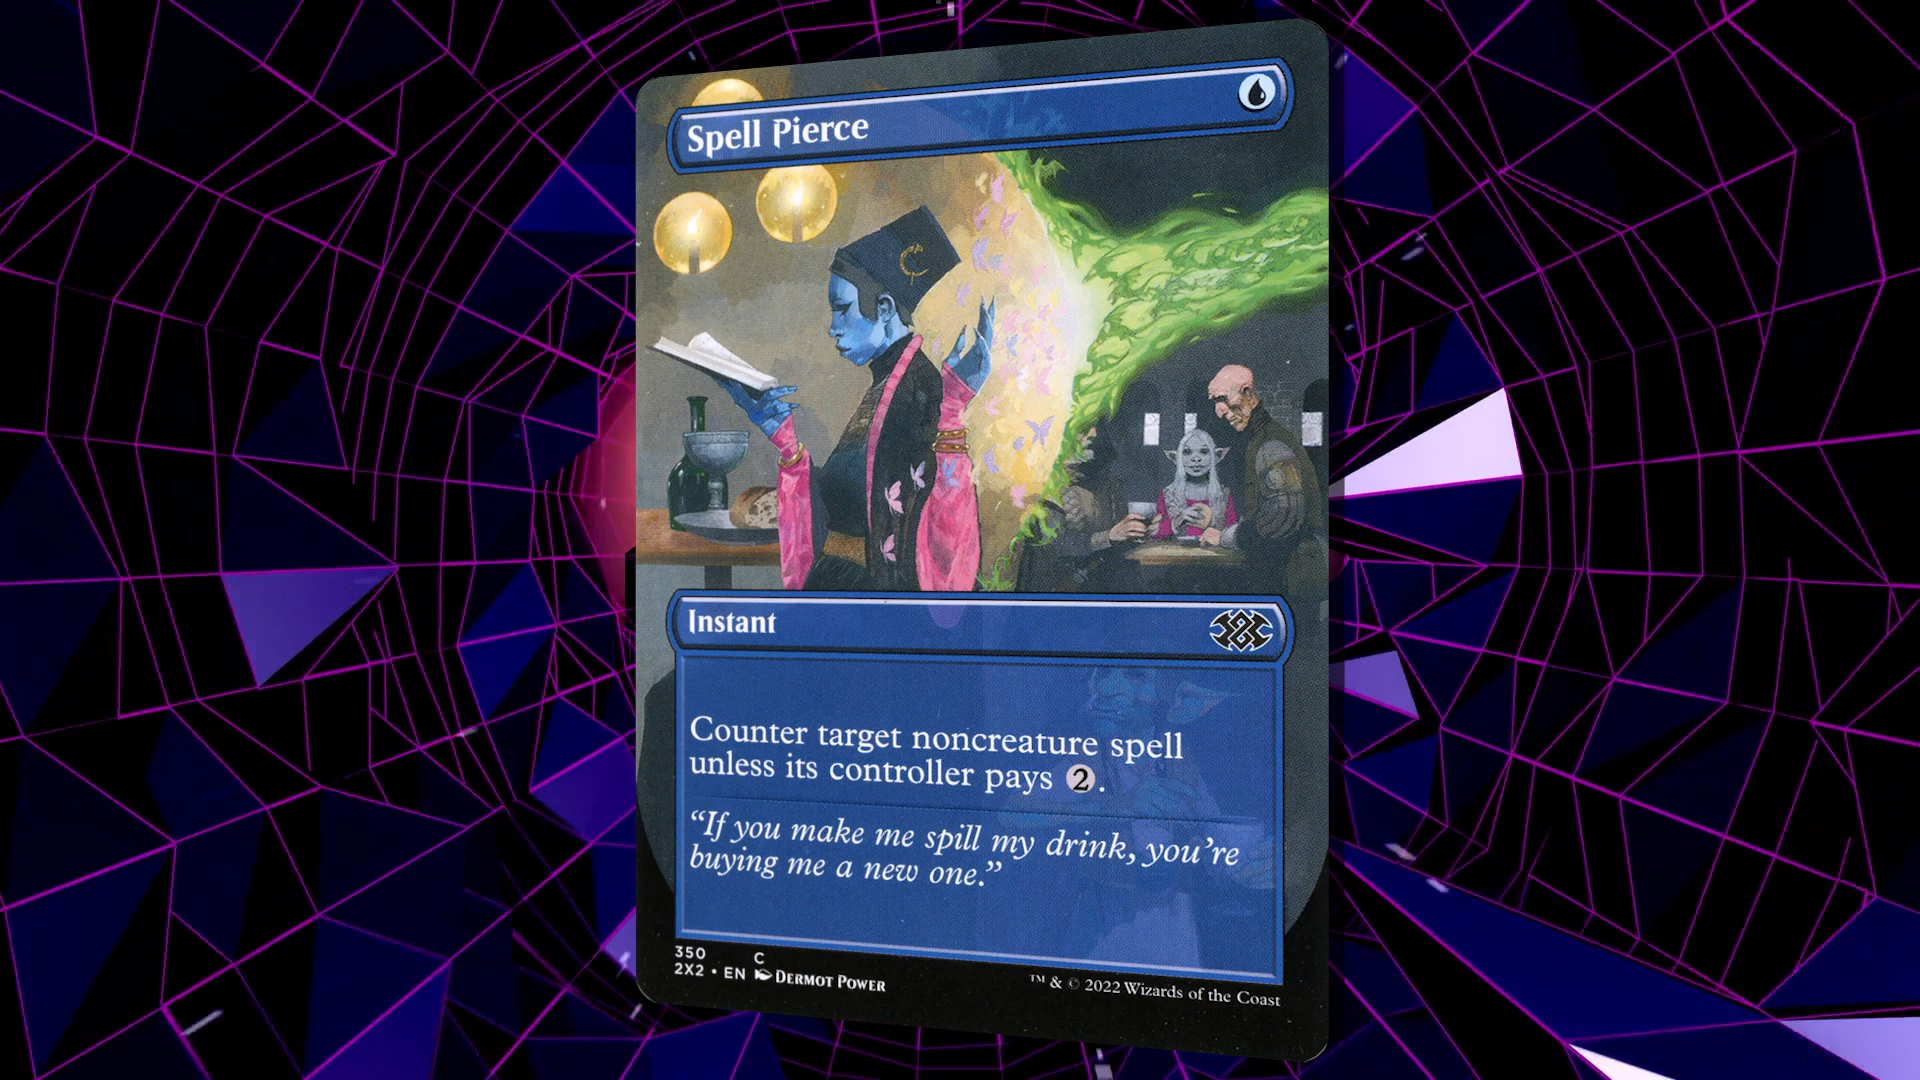 Spell Pierce
Instant
Counter target noncreature spell
unless its controller pays 2.
“If you make me spill my drink, you’re
buying me a new one.”
350 C
2X2 • EN DERMOT POWER
™ & © 2022 Wizards of the Coast